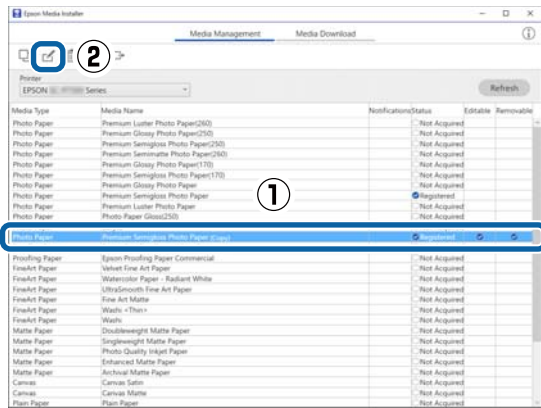 Epson Media Installer
Media Management Media Download
②
Printer
EPSON Series
Refresh
Media Type Media Name Notifications Status Editable Removable
Photo Paper Premium Luster Photo Paper(260) Not Acquired
Photo Paper Premium Glossy Photo Paper(250) Not Acquired
Photo Paper Premium Semigloss Photo Paper(250) Not Acquired
Photo Paper Premium Semimatte Photo Paper(260) Not Acquired
Photo Paper Premium Glossy Photo Paper(170) Not Acquired
Photo Paper Premium Semigloss Photo Paper(170) Not Acquired
Photo Paper Premium Glossy Photo Paper Not Acquired
Photo Paper Premium Semigloss Photo Paper Registered
Photo Paper Premium Luster Photo Paper Not Acquired
Photo Paper Photo Paper Gloss(250) Not Acquired
①
Photo Paper Premium Semigloss Photo Paper (Copy) Registered
Proofing Paper Epson Proofing Paper Commercial Not Acquired
FineArt Paper Velvet Fine Art Paper Not Acquired
FineArt Paper Watercolor Paper - Radiant White Not Acquired
FineArt Paper UltraSmooth Fine Art Paper Not Acquired
FineArt Paper Fine Art Matte Not Acquired
FineArt Paper Washi <Thin> Not Acquired
FineArt Paper Washi Not Acquired
Matte Paper Doubleweight Matte Paper Not Acquired
Matte Paper Singleweight Matte Paper Not Acquired
Matte Paper Photo Quality Inkjet Paper Not Acquired
Matte Paper Enhanced Matte Paper Not Acquired
Matte Paper Archival Matte Paper Not Acquired
Canvas Canvas Satin Not Acquired
Canvas Canvas Matte Not Acquired
Plain Paper Plain Paper Not Acquired